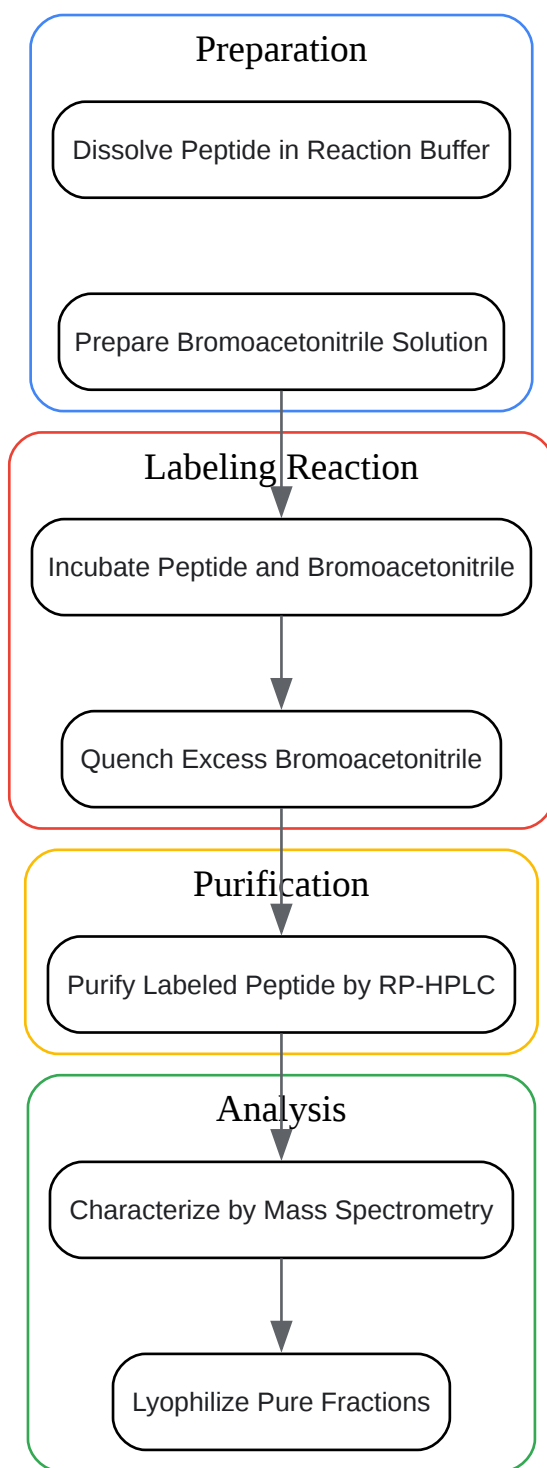 Preparation
Dissolve Peptide in Reaction Buffer
Prepare Bromoacetonitrile Solution
Labeling Reaction
Incubate Peptide and Bromoacetonitrile
Quench Excess Bromoacetonitrile
Purification
Purify Labeled Peptide by RP-HPLC
Analysis
Characterize by Mass Spectrometry
Lyophilize Pure Fractions